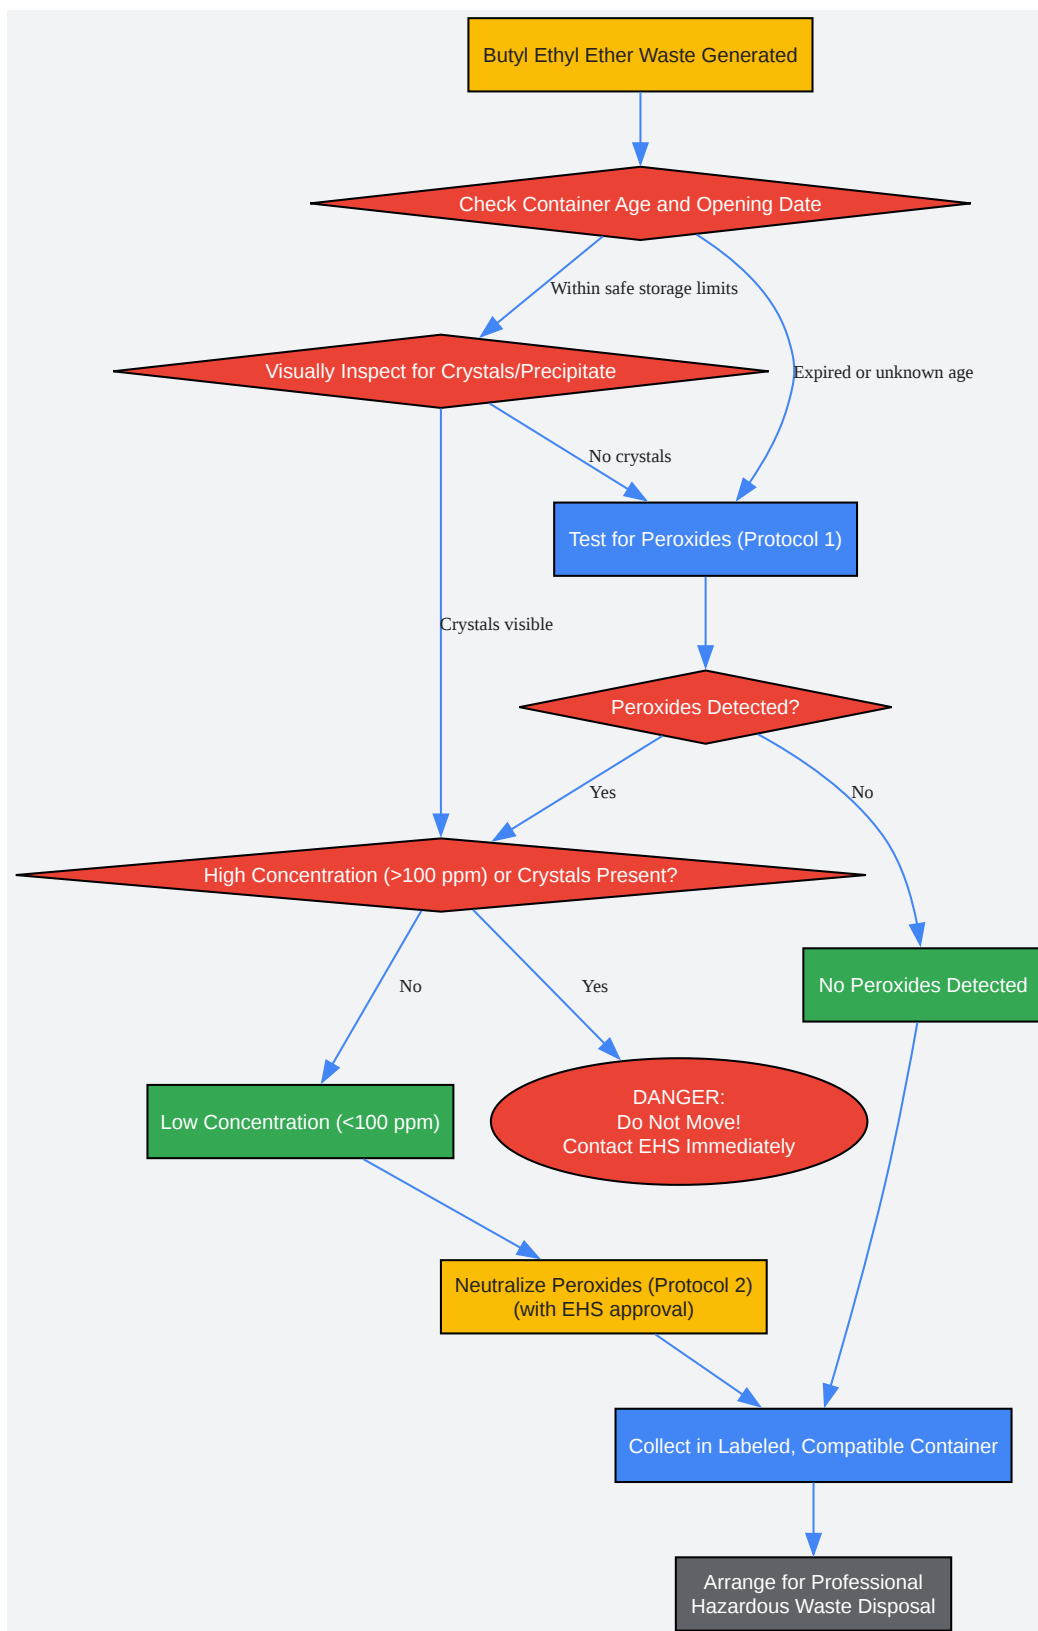 Butyl Ethyl Ether Waste Generated
Check Container Age and Opening Date
Within safe storage limits
Visually Inspect for Crystals/Precipitate
Expired or unknown age
No crystals
Test for Peroxides (Protocol 1)
Crystals visible
Peroxides Detected?
Yes
No
High Concentration (>100 ppm) or Crystals Present?
No
Yes
No Peroxides Detected
Low Concentration (<100 ppm)
DANGER:
Do Not Move!
Contact EHS Immediately
Neutralize Peroxides (Protocol 2)
(with EHS approval)
Collect in Labeled, Compatible Container
Arrange for Professional
Hazardous Waste Disposal